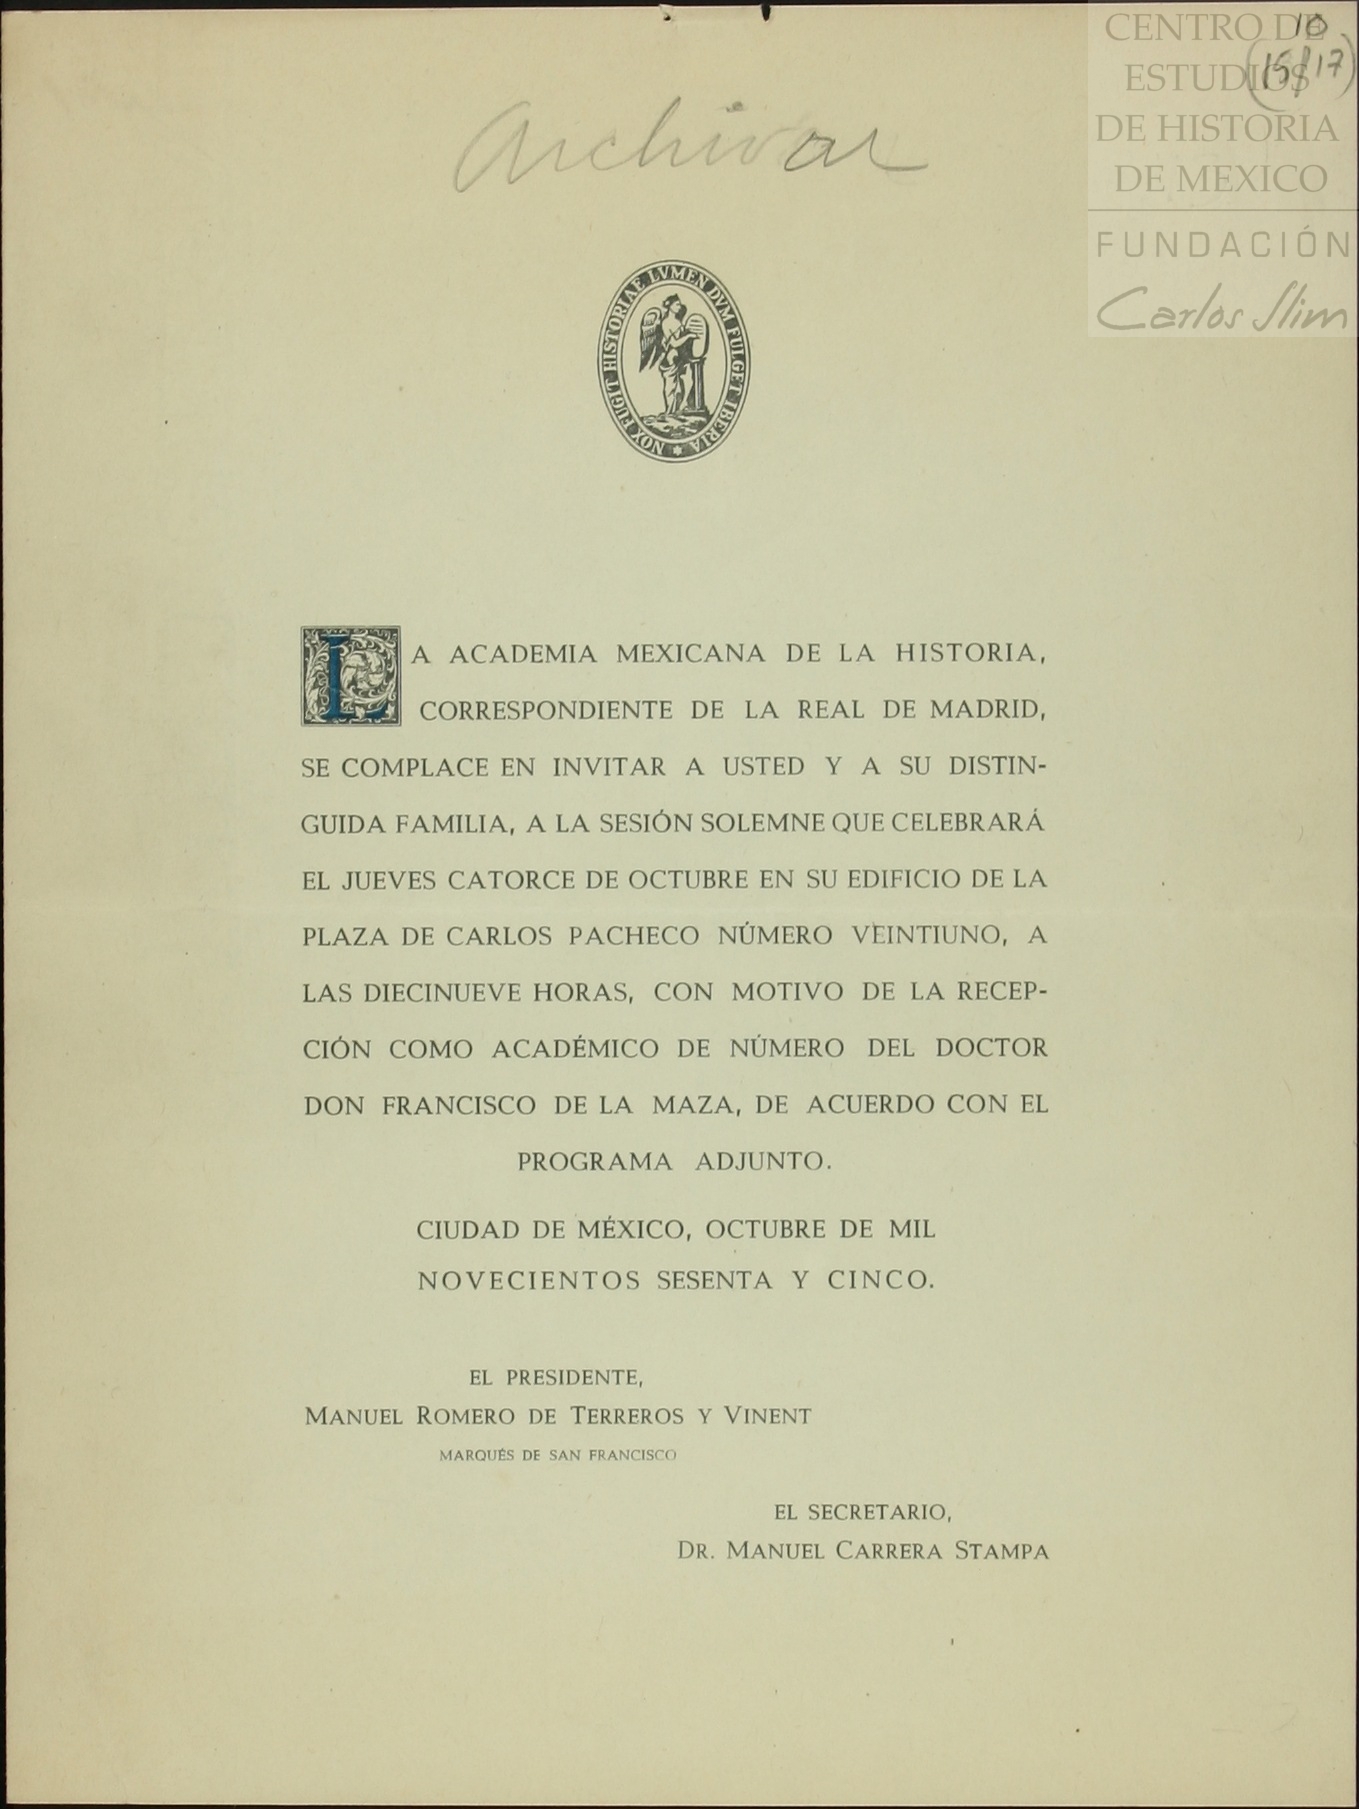 10
(15/17)
CENTRO DE
ESTUDIOS
DE HISTORIA
DE MEXICO
FUNDACIÓN
Carlos Slim
Archivar
NOX FUGIT HISTORIAE LVMEN DVM FULGET IBERIA
LA ACADEMIA MEXICANA DE LA HISTORIA,
CORRESPONDIENTE DE LA REAL DE MADRID,
SE COMPLACE EN INVITAR A USTED Y A SU DISTIN-
GUIDA FAMILIA, A LA SESIÓN SOLEMNE QUE CELEBRARÁ
EL JUEVES CATORCE DE OCTUBRE EN SU EDIFICIO DE LA
PLAZA DE CARLOS PACHECO NÚMERO VEINTIUNO, A
LAS DIECINUEVE HORAS, CON MOTIVO DE LA RECEP-
CIÓN COMO ACADÉMICO DE NÚMERO DEL DOCTOR
DON FRANCISCO DE LA MAZA, DE ACUERDO CON EL
PROGRAMA ADJUNTO.
CIUDAD DE MÉXICO, OCTUBRE DE MIL
NOVECIENTOS SESENTA Y CINCO.
EL PRESIDENTE,
MANUEL ROMERO DE TERREROS Y VINENT
MARQUÉS DE SAN FRANCISCO
EL SECRETARIO,
DR. MANUEL CARRERA STAMPA